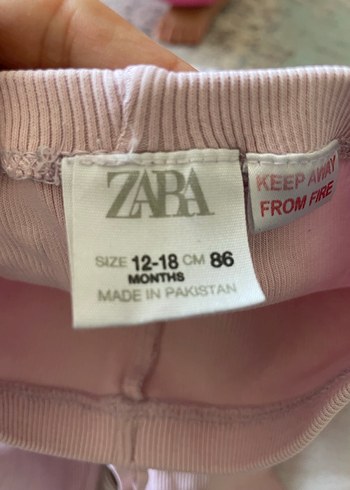 ZARA
SIZE 12-18 CM 86
MONTHS
MADE IN PAKISTAN
KEEP AWAY
FROM FIRE